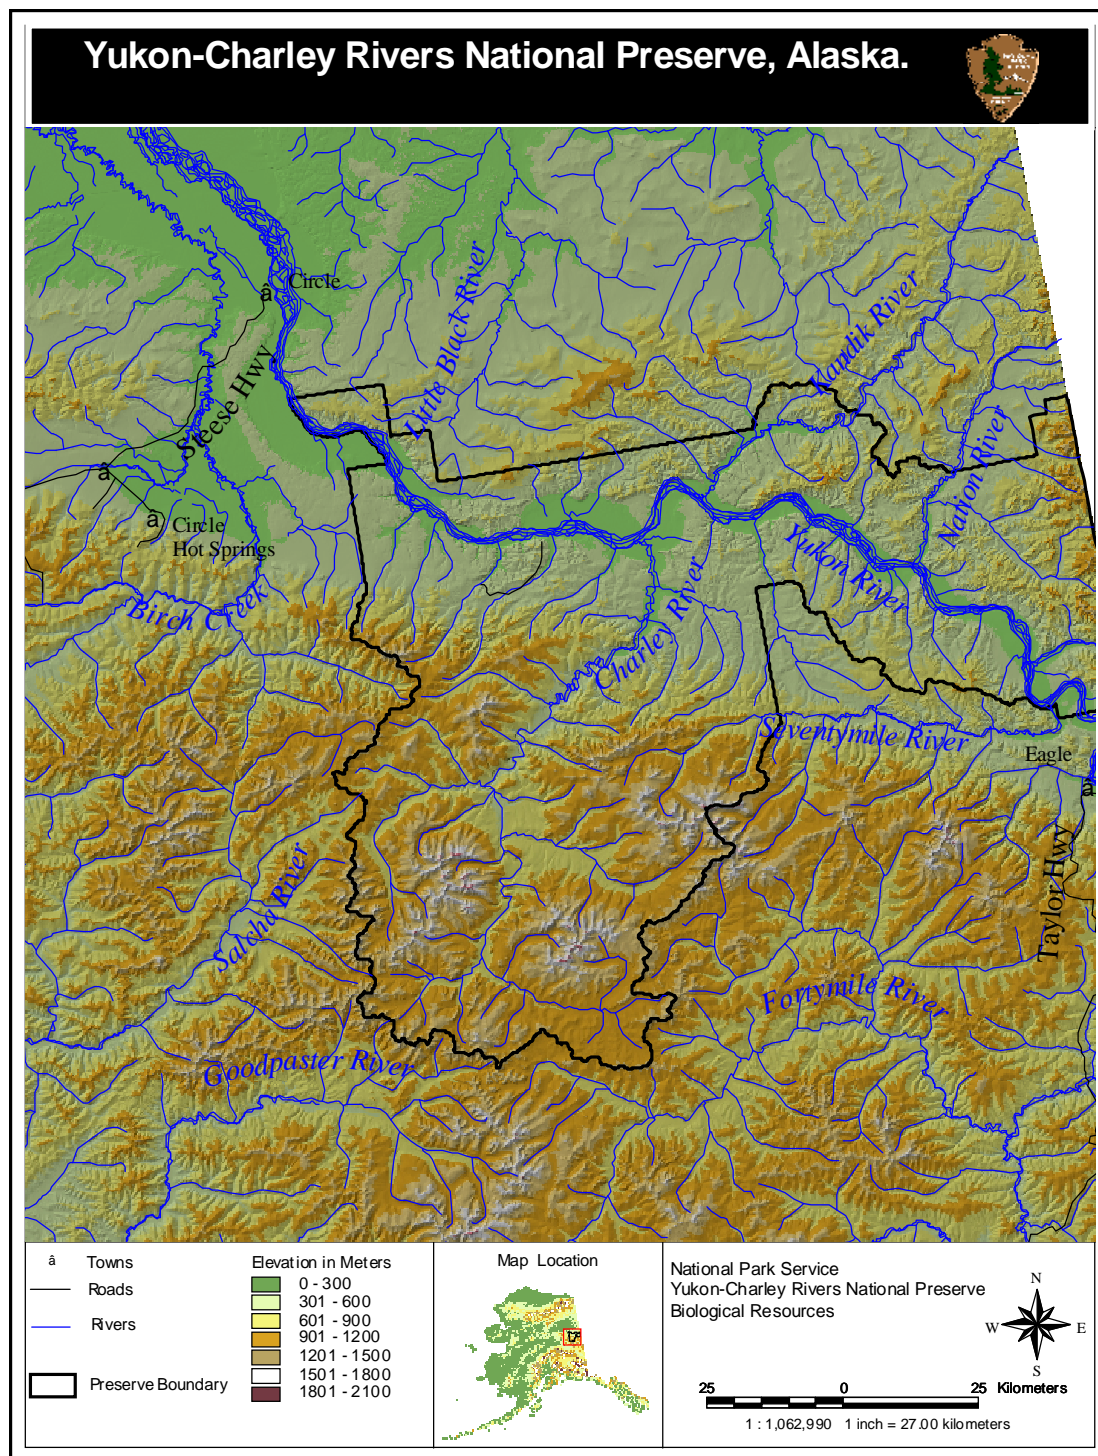 Yukon-Charley Rivers National Preserve, Alaska.
Circle
Little Black River
Kandik River
Steese Hwy
Nation River
Circle
Hot Springs
Yukon River
Birch Creek
Charley River
Seventymile River
Eagle
Taylor Hwy
Salcha River
Fortymile River
Goodpaster River
â Towns
Roads
Rivers
Preserve Boundary
Elevation in Meters
0 - 300
301 - 600
601 - 900
901 - 1200
1201 - 1500
1501 - 1800
1801 - 2100
Map Location
National Park Service
Yukon-Charley Rivers National Preserve
Biological Resources
N
W
E
S
25 0 25 Kilometers
1 : 1,062,990 1 inch = 27.00 kilometers